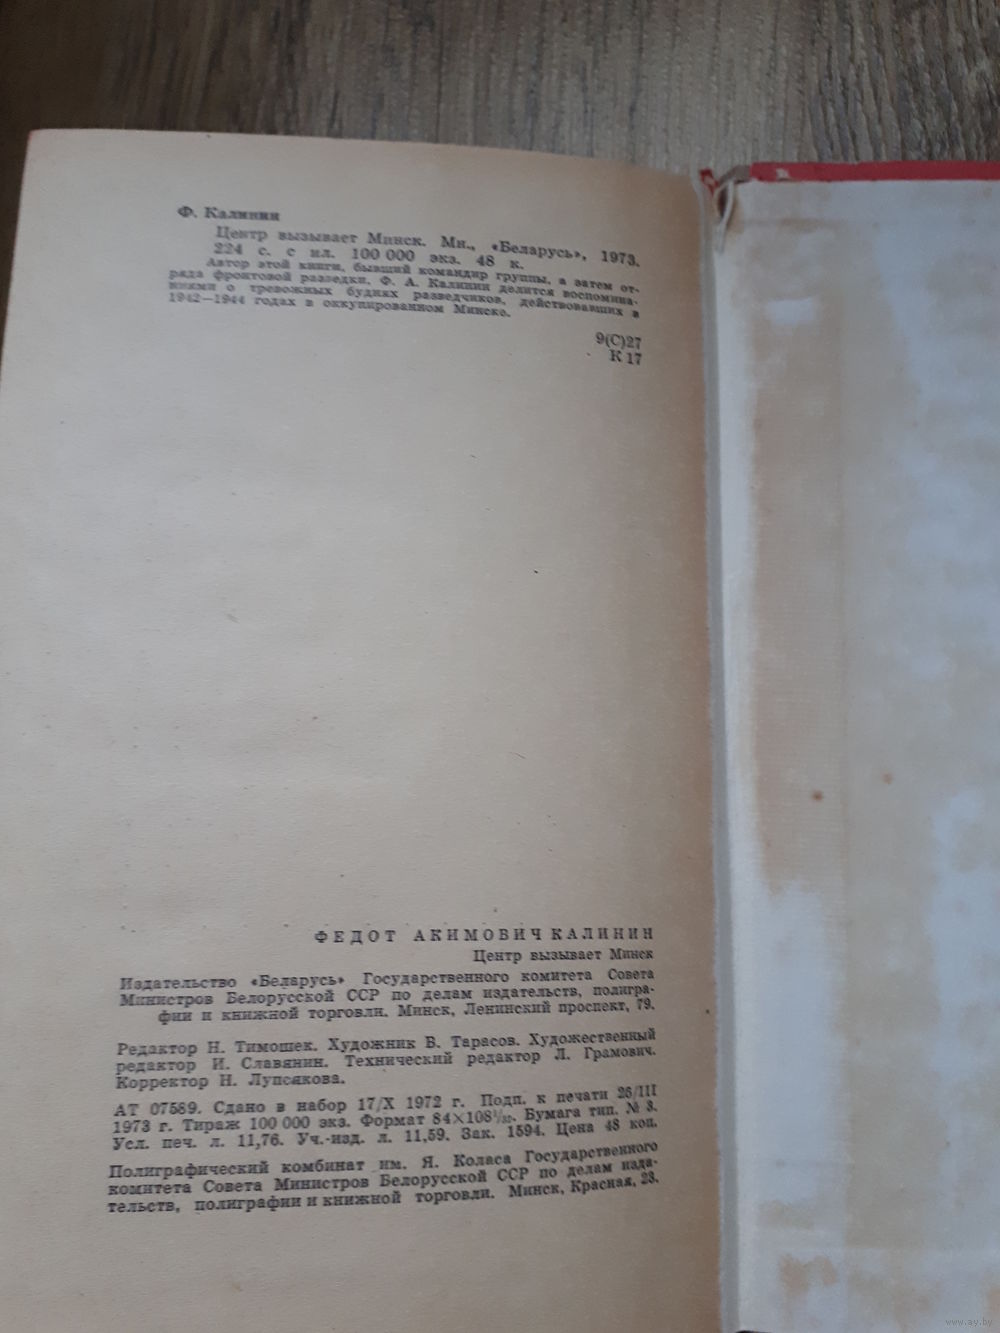 Ф. Калинин
Центр вызывает Минск. Мн., «Беларусь», 1973.
224 с. с ил. 100 000 экз. 48 к.
Автор этой книги, бывший командир группы, а затем от-
ряда фронтовой разведки, Ф. А. Калинин делится воспомина-
ниями о тревожных буднях разведчиков, действовавших в
1942—1944 годах в оккупированном Минске.
9(С)27
К 17
ФЕДОТ АКИМОВИЧ КАЛИНИН
Центр вызывает Минск
Издательство «Беларусь» Государственного комитета Совета
Министров Белорусской ССР по делам издательств, полигра-
фии и книжной торговли. Минск, Ленинский проспект, 79.
Редактор Н. Тимошек. Художник В. Тарасов. Художественный
редактор И. Славянин. Технический редактор Л. Грамович.
Корректор Н. Лупсякова.
АТ 07589. Сдано в набор 17/X 1972 г. Подп. к печати 26/III
1973 г. Тираж 100 000 экз. Формат 84×108¹/₃₂. Бумага тип. № 3.
Усл. печ. л. 11,76. Уч.-изд. л. 11,59. Зак. 1594. Цена 48 коп.
Полиграфический комбинат им. Я. Коласа Государственного
комитета Совета Министров Белорусской ССР по делам изда-
тельств, полиграфии и книжной торговли. Минск, Красная, 23.
www.ay.by